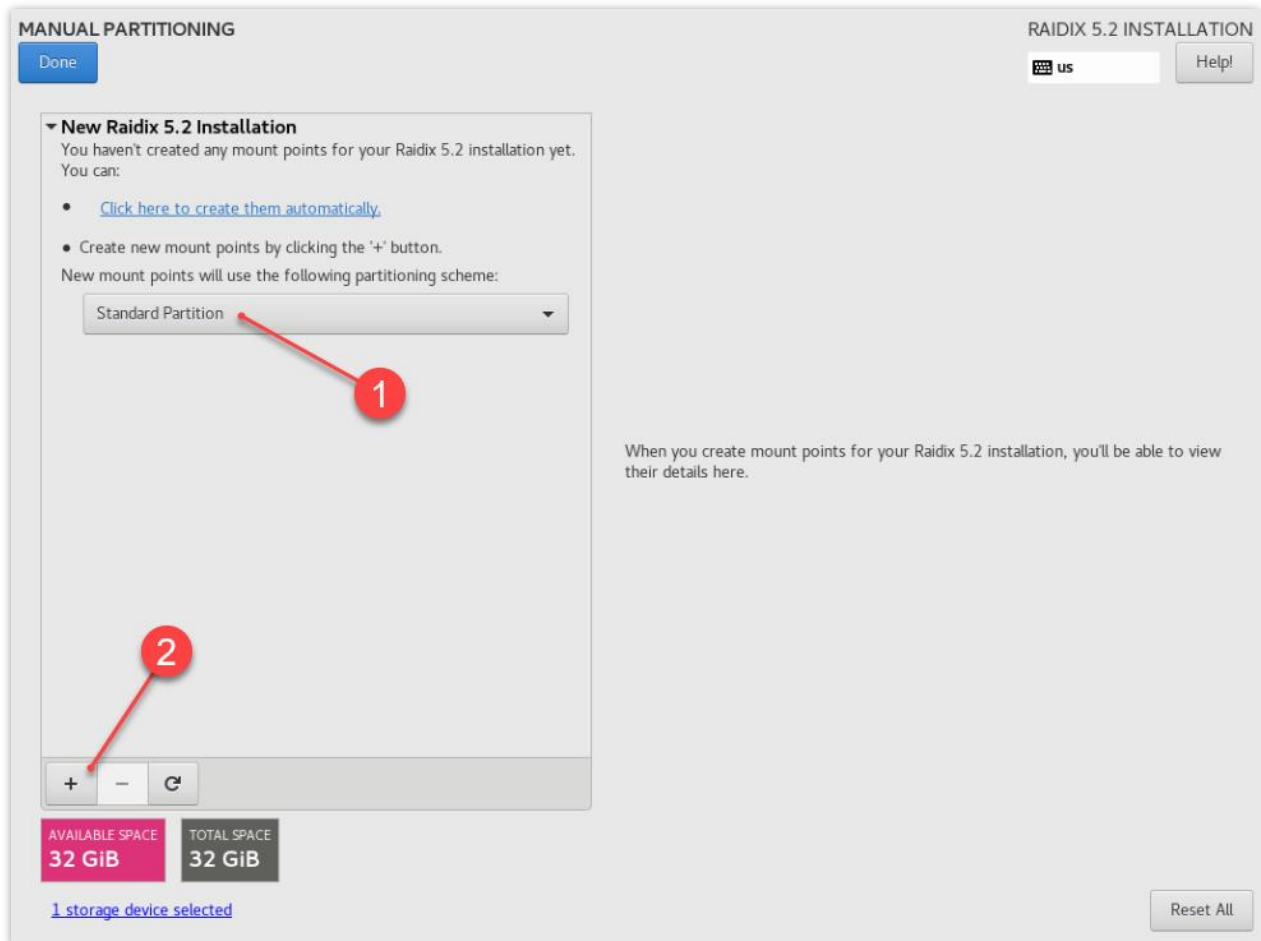 MANUAL PARTITIONING
RAIDIX 5.2 INSTALLATION
Done
us
Help!
New Raidix 5.2 Installation
You haven't created any mount points for your Raidix 5.2 installation yet.
You can:
• Click here to create them automatically.
• Create new mount points by clicking the '+' button.
New mount points will use the following partitioning scheme:
Standard Partition
1
When you create mount points for your Raidix 5.2 installation, you'll be able to view
their details here.
2
+ −
AVAILABLE SPACE
32 GiB
TOTAL SPACE
32 GiB
1 storage device selected
Reset All